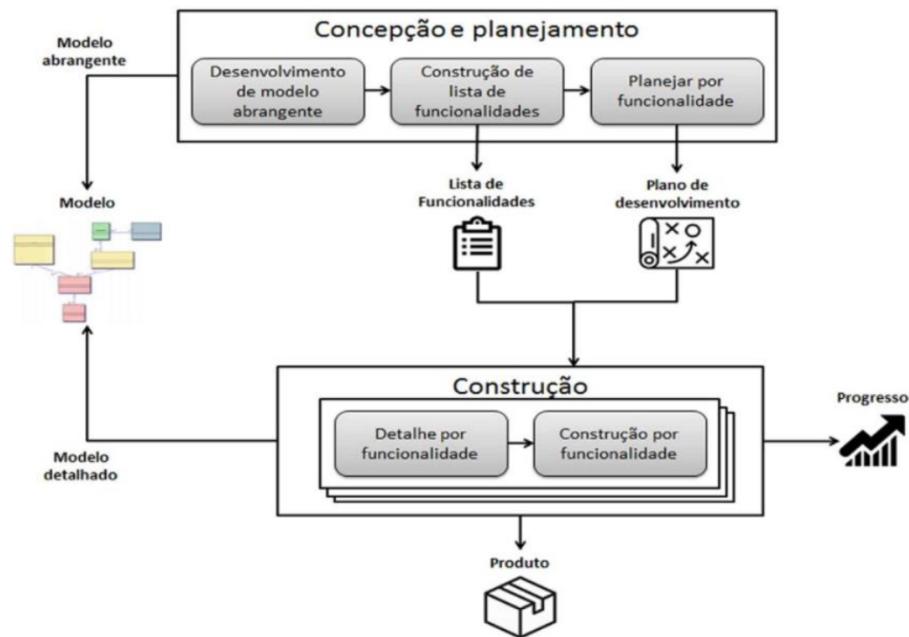 Concepção e planejamento
Modelo
abrangente
Desenvolvimento
de modelo
abrangente
Construção de
lista de
funcionalidades
Planejar por
funcionalidade
Modelo
Lista de
Funcionalidades
Plano de
desenvolvimento
Construção
Detalhe por
funcionalidade
Construção por
funcionalidade
Progresso
Modelo
detalhado
Produto